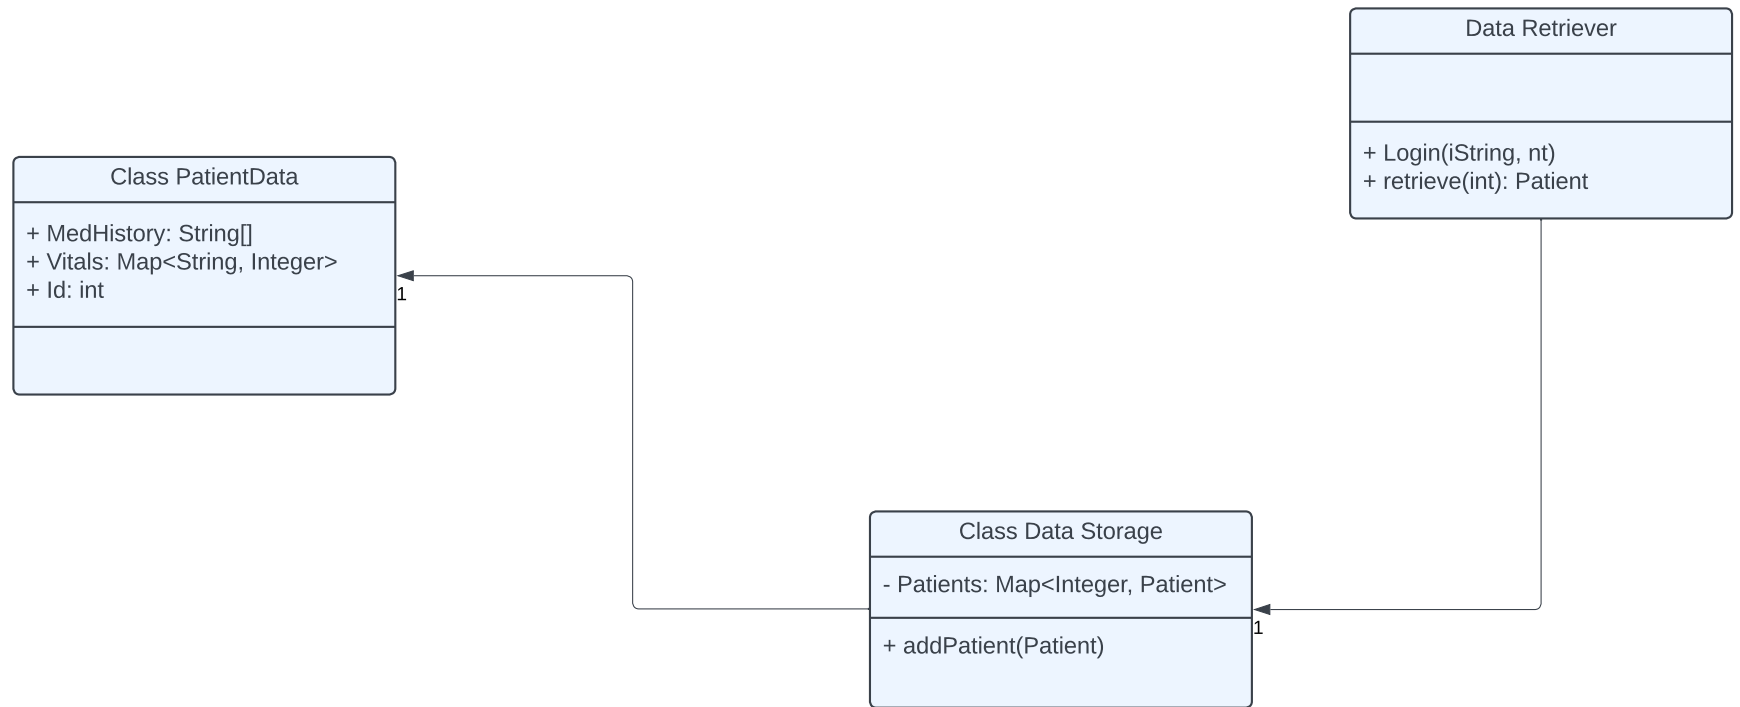 Data Retriever
+ Login(iString, nt)
+ retrieve(int): Patient
Class PatientData
+ MedHistory: String[]
+ Vitals: Map<String, Integer>
+ Id: int
1
Class Data Storage
- Patients: Map<Integer, Patient>
+ addPatient(Patient)
1